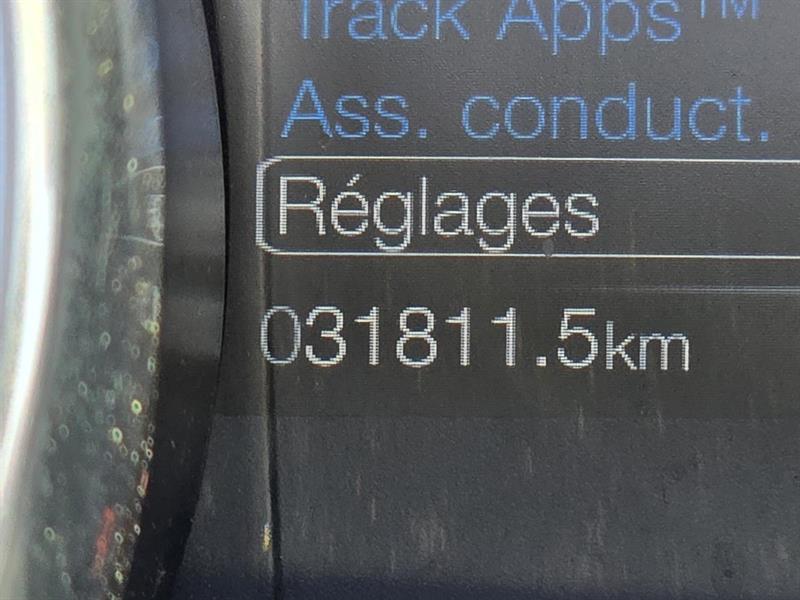 Track Apps™
Ass. conduct.
Réglages
031811.5km